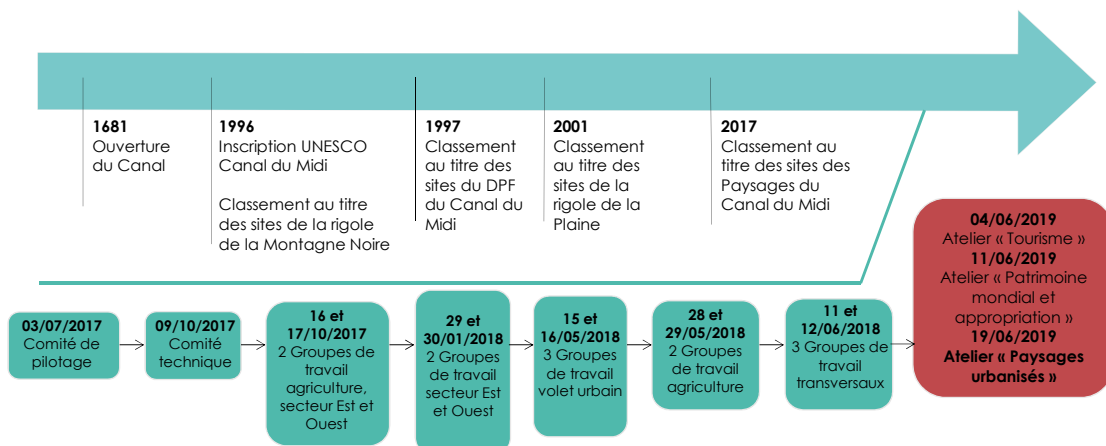 1681
Ouverture
du Canal
1996
Inscription UNESCO
Canal du Midi
Classement au titre
des sites de la rigole
de la Montagne Noire
1997
Classement
au titre des
sites du DPF
du Canal du
Midi
2001
Classement
au titre des
sites de la
rigole de la
Plaine
2017
Classement au
titre des sites des
Paysages du
Canal du Midi
03/07/2017
Comité de
pilotage
09/10/2017
Comité
technique
16 et
17/10/2017
2 Groupes de
travail
agriculture,
secteur Est et
Ouest
29 et
30/01/2018
2 Groupes
de travail
secteur Est
et Ouest
15 et
16/05/2018
3 Groupes
de travail
volet urbain
28 et
29/05/2018
2 Groupes
de travail
agriculture
11 et
12/06/2018
3 Groupes de
travail
transversaux
04/06/2019
Atelier « Tourisme »
11/06/2019
Atelier « Patrimoine
mondial et
appropriation »
19/06/2019
Atelier « Paysages
urbanisés »